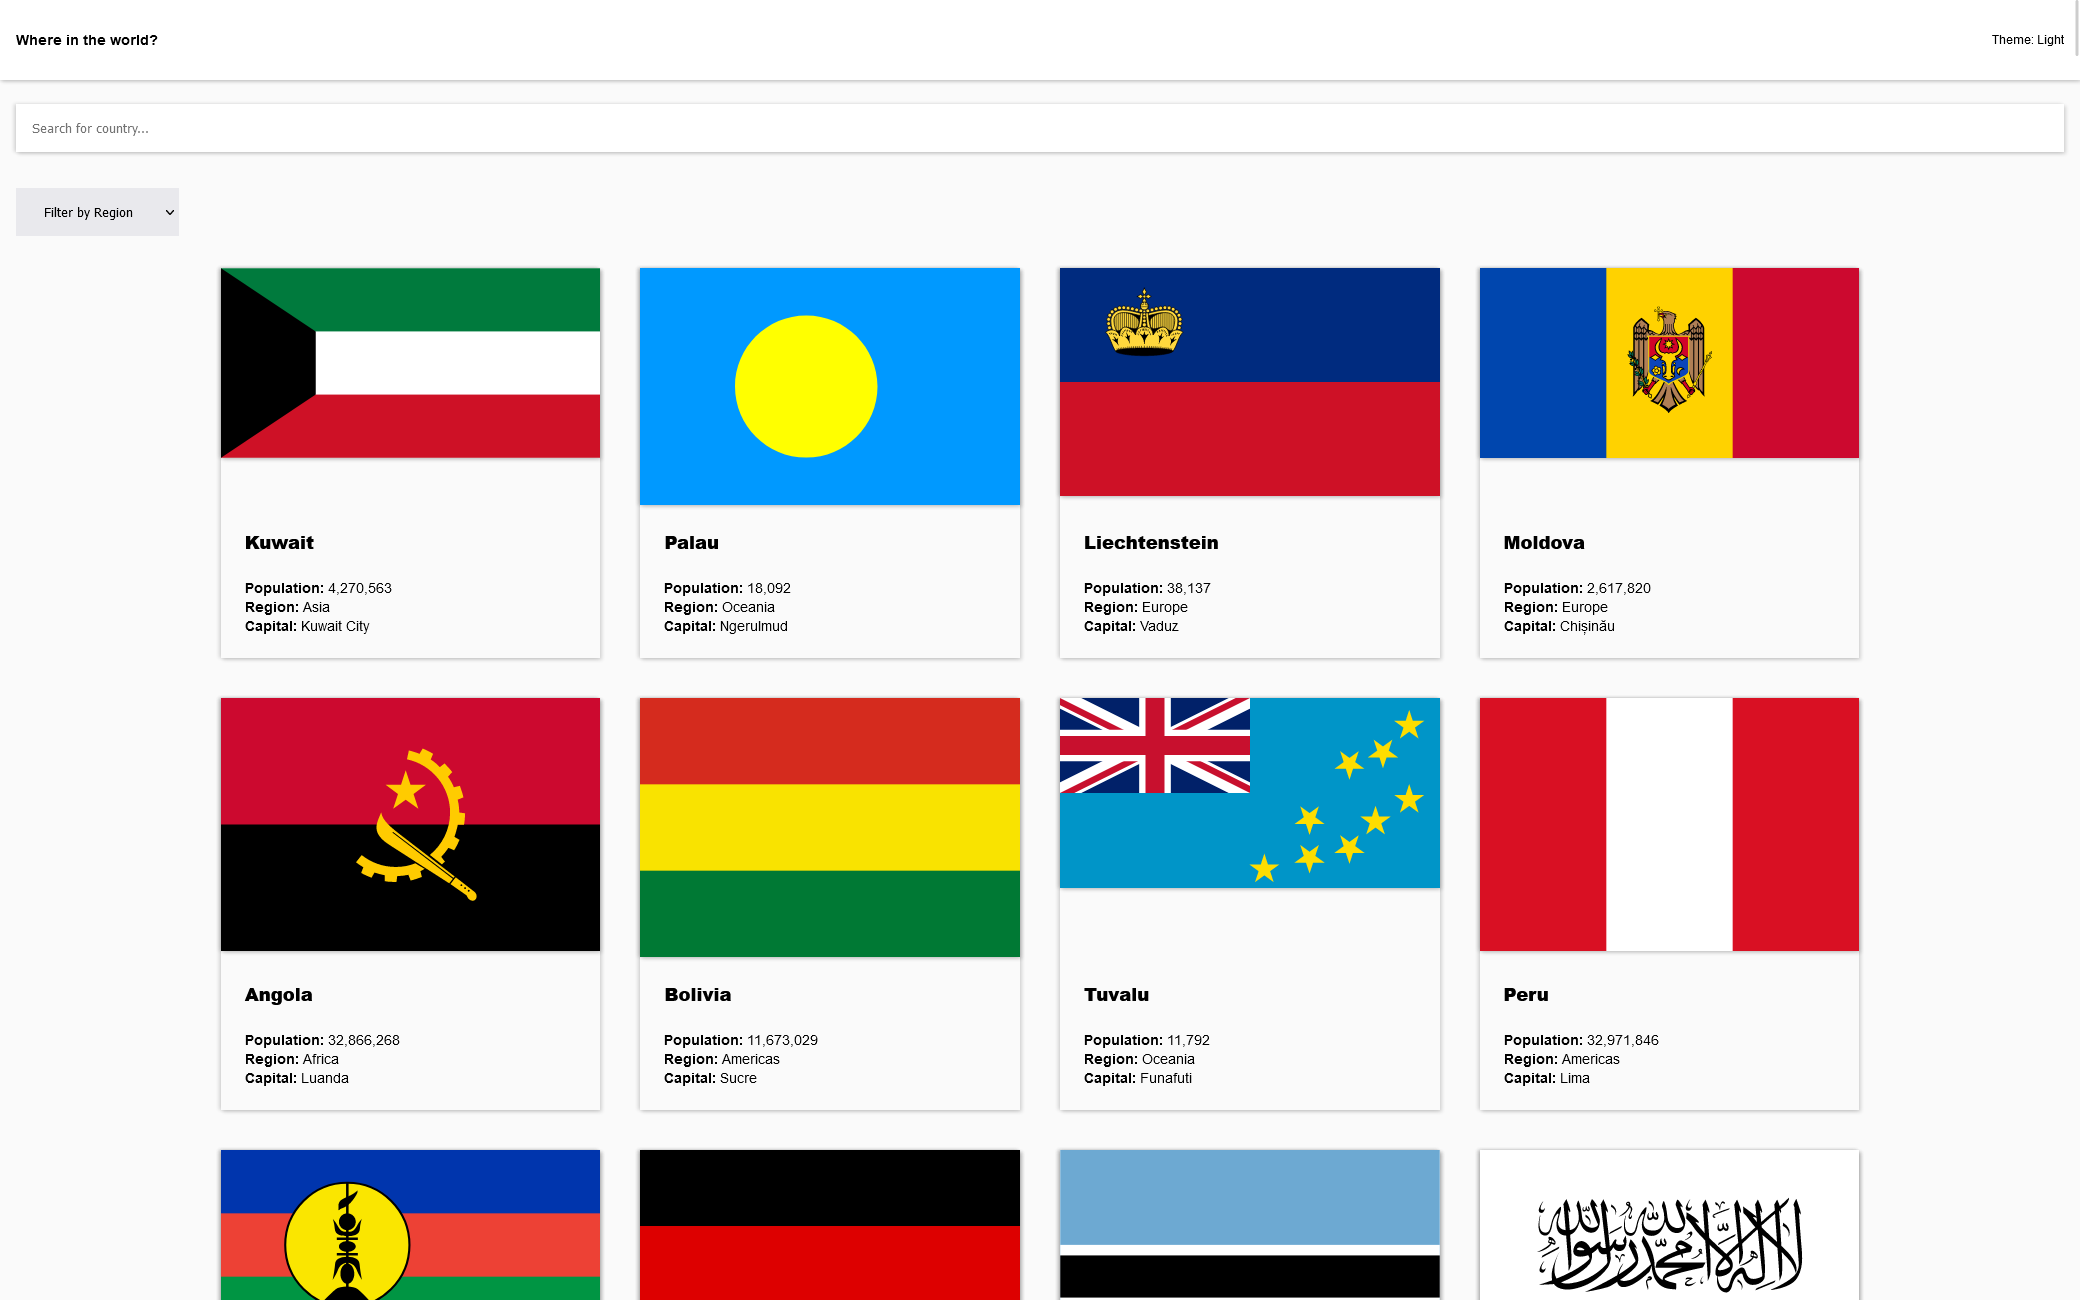 Where in the world?
Theme: Light
Search for country...
Filter by Region
Kuwait
Population: 4,270,563
Region: Asia
Capital: Kuwait City
Palau
Population: 18,092
Region: Oceania
Capital: Ngerulmud
Liechtenstein
Population: 38,137
Region: Europe
Capital: Vaduz
Moldova
Population: 2,617,820
Region: Europe
Capital: Chișinău
Angola
Population: 32,866,268
Region: Africa
Capital: Luanda
Bolivia
Population: 11,673,029
Region: Americas
Capital: Sucre
Tuvalu
Population: 11,792
Region: Oceania
Capital: Funafuti
Peru
Population: 32,971,846
Region: Americas
Capital: Lima
لا إله إلا الله محمد رسول الله